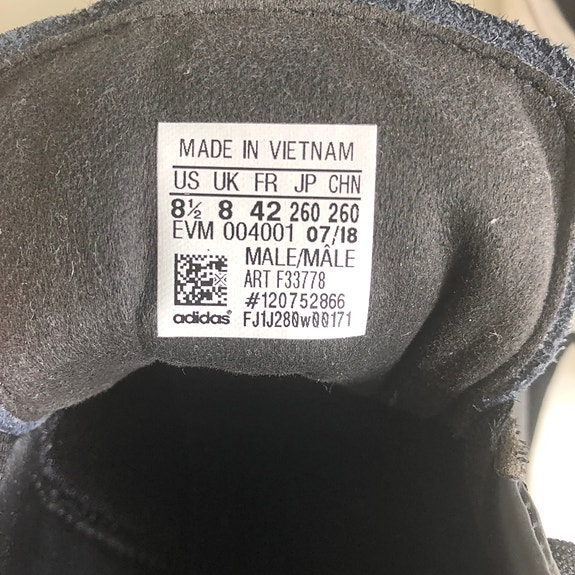 MADE IN VIETNAM
US UK FR JP CHN
8½ 8 42 260 260
EVM 004001 07/18
MALE/MÂLE
ART F33778
#120752866
adidas® FJ1J280w00171